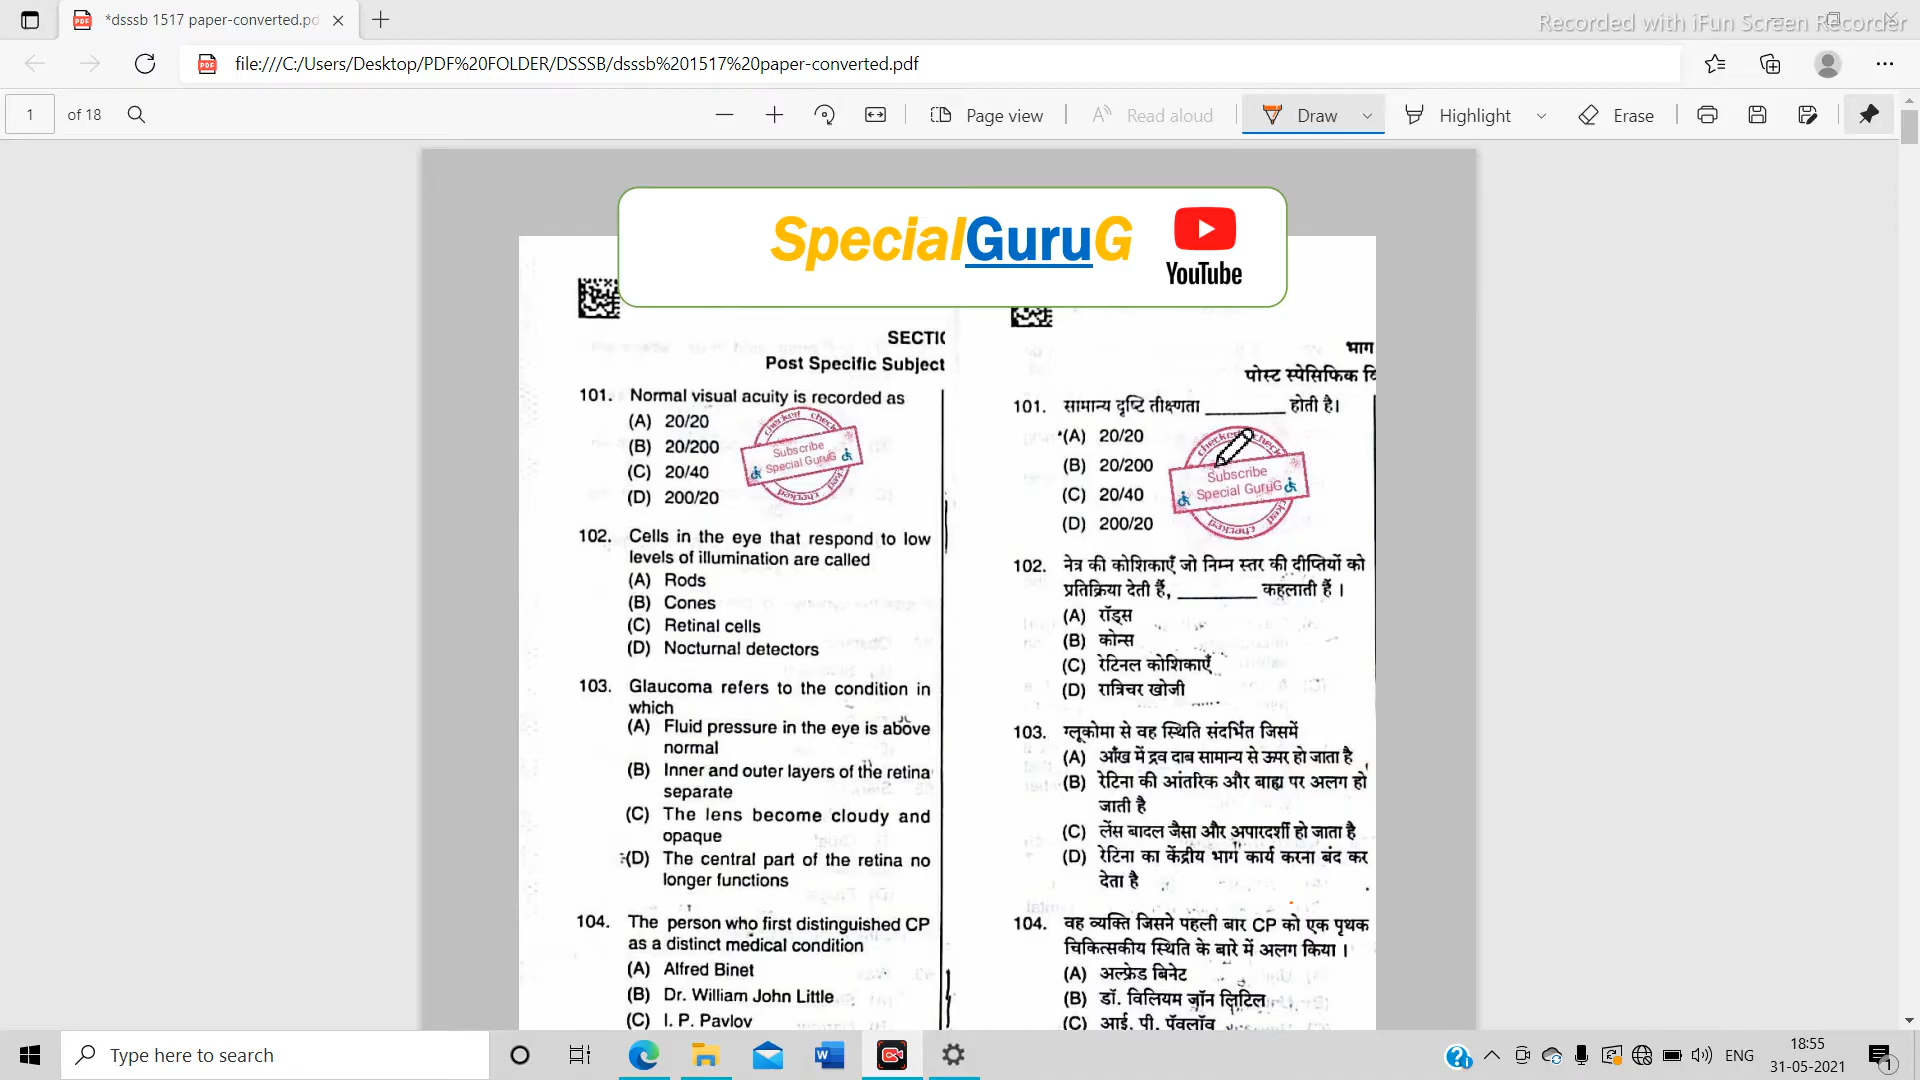 *dsssb 1517 paper-converted.pd
Recorded with iFun Screen Recorder
file:///C:/Users/Desktop/PDF%20FOLDER/DSSSB/dsssb%201517%20paper-converted.pdf
1 of 18 Page view Read aloud Draw Highlight Erase
SpecialGuruG
YouTube
SECTIO
Post Specific Subject
101. Normal visual acuity is recorded as
(A) 20/20
(B) 20/200
(C) 20/40
(D) 200/20
checked
Subscribe
Special GuruG
checked
102. Cells in the eye that respond to low
levels of illumination are called
(A) Rods
(B) Cones
(C) Retinal cells
(D) Nocturnal detectors
103. Glaucoma refers to the condition in
which
(A) Fluid pressure in the eye is above
normal
(B) Inner and outer layers of the retina
separate
(C) The lens become cloudy and
opaque
(D) The central part of the retina no
longer functions
104. The person who first distinguished CP
as a distinct medical condition
(A) Alfred Binet
(B) Dr. William John Little
(C) I. P. Pavlov
भाग
पोस्ट स्पेसिफिक वि
101. सामान्य दृष्टि तीक्ष्णता ________ होती है।
(A) 20/20
(B) 20/200
(C) 20/40
(D) 200/20
checked
Subscribe
Special GuruG
checked
102. नेत्र की कोशिकाएँ जो निम्न स्तर की दीप्तियों को
प्रतिक्रिया देती हैं, ________ कहलाती हैं ।
(A) रॉड्स
(B) कोन्स
(C) रेटिनल कोशिकाएँ
(D) रात्रिचर खोजी
103. ग्लूकोमा से वह स्थिति संदर्भित जिसमें
(A) आँख में द्रव दाब सामान्य से ऊपर हो जाता है
(B) रेटिना की आंतरिक और बाह्य पर अलग हो
जाती है
(C) लेंस बादल जैसा और अपारदर्शी हो जाता है
(D) रेटिना का केंद्रीय भाग कार्य करना बंद कर
देता है
104. वह व्यक्ति जिसने पहली बार CP को एक पृथक
चिकित्सकीय स्थिति के बारे में अलग किया ।
(A) अल्फ्रेड बिनेट
(B) डॉ. विलियम जॉन लिटिल
(C) आई. पी. पॅवलॉव
Type here to search
ENG
18:55
31-05-2021
1